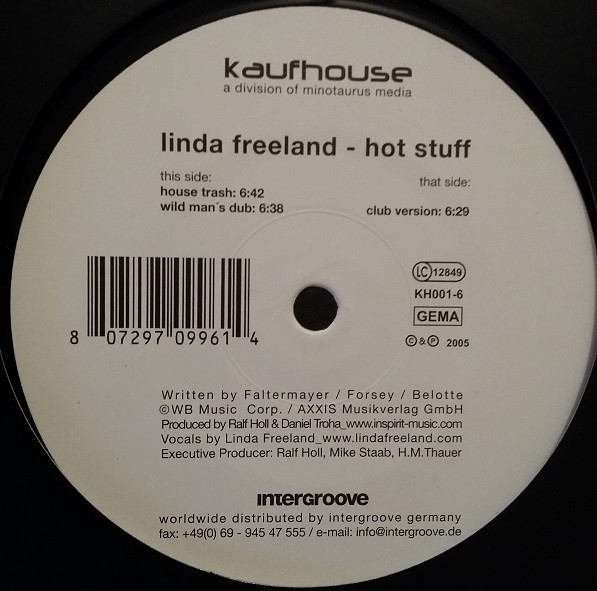 kaufhouse
a division of minotaurus media
linda freeland - hot stuff
this side:
house trash: 6:42
wild man´s dub: 6:38
that side:
club version: 6:29
LC 12849
KH001-6
GEMA
© & ℗ 2005
8 07297 09961 4
Written by Faltermayer / Forsey / Belotte
©WB Music Corp. / AXXIS Musikverlag GmbH
Produced by Ralf Holl & Daniel Troha_www.inspirit-music.com
Vocals by Linda Freeland_www.lindafreeland.com
Executive Producer: Ralf Holl, Mike Staab, H.M.Thauer
intergroove
worldwide distributed by intergroove germany
fax: +49(0) 69 - 945 47 555 / e-mail: info@intergroove.de